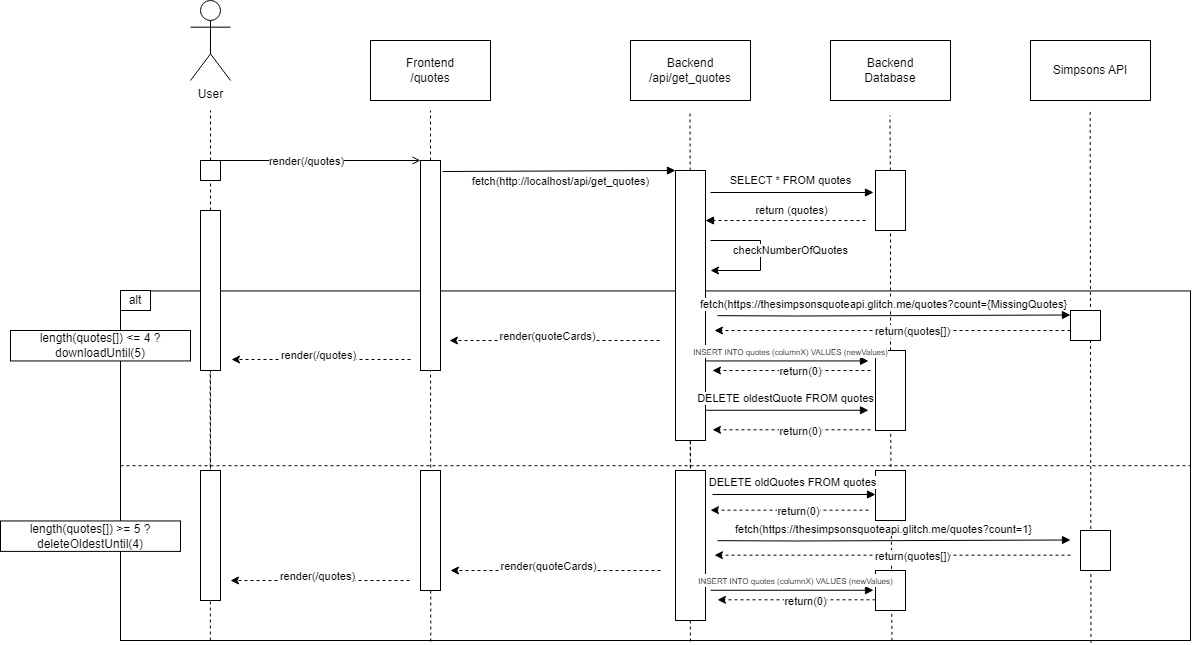 User
Frontend
/quotes
Backend
/api/get_quotes
Backend
Database
Simpsons API
render(/quotes)
fetch(http://localhost/api/get_quotes)
SELECT * FROM quotes
return (quotes)
checkNumberOfQuotes
alt
fetch(https://thesimpsonsquoteapi.glitch.me/quotes?count={MissingQuotes}
return(quotes[])
length(quotes[]) <= 4 ?
downloadUntil(5)
render(quoteCards)
render(/quotes)
INSERT INTO quotes (columnX) VALUES (newValues)
return(0)
DELETE oldestQuote FROM quotes
return(0)
DELETE oldQuotes FROM quotes
return(0)
length(quotes[]) >= 5 ?
deleteOldestUntil(4)
fetch(https://thesimpsonsquoteapi.glitch.me/quotes?count=1}
return(quotes[])
render(quoteCards)
render(/quotes)
INSERT INTO quotes (columnX) VALUES (newValues)
return(0)